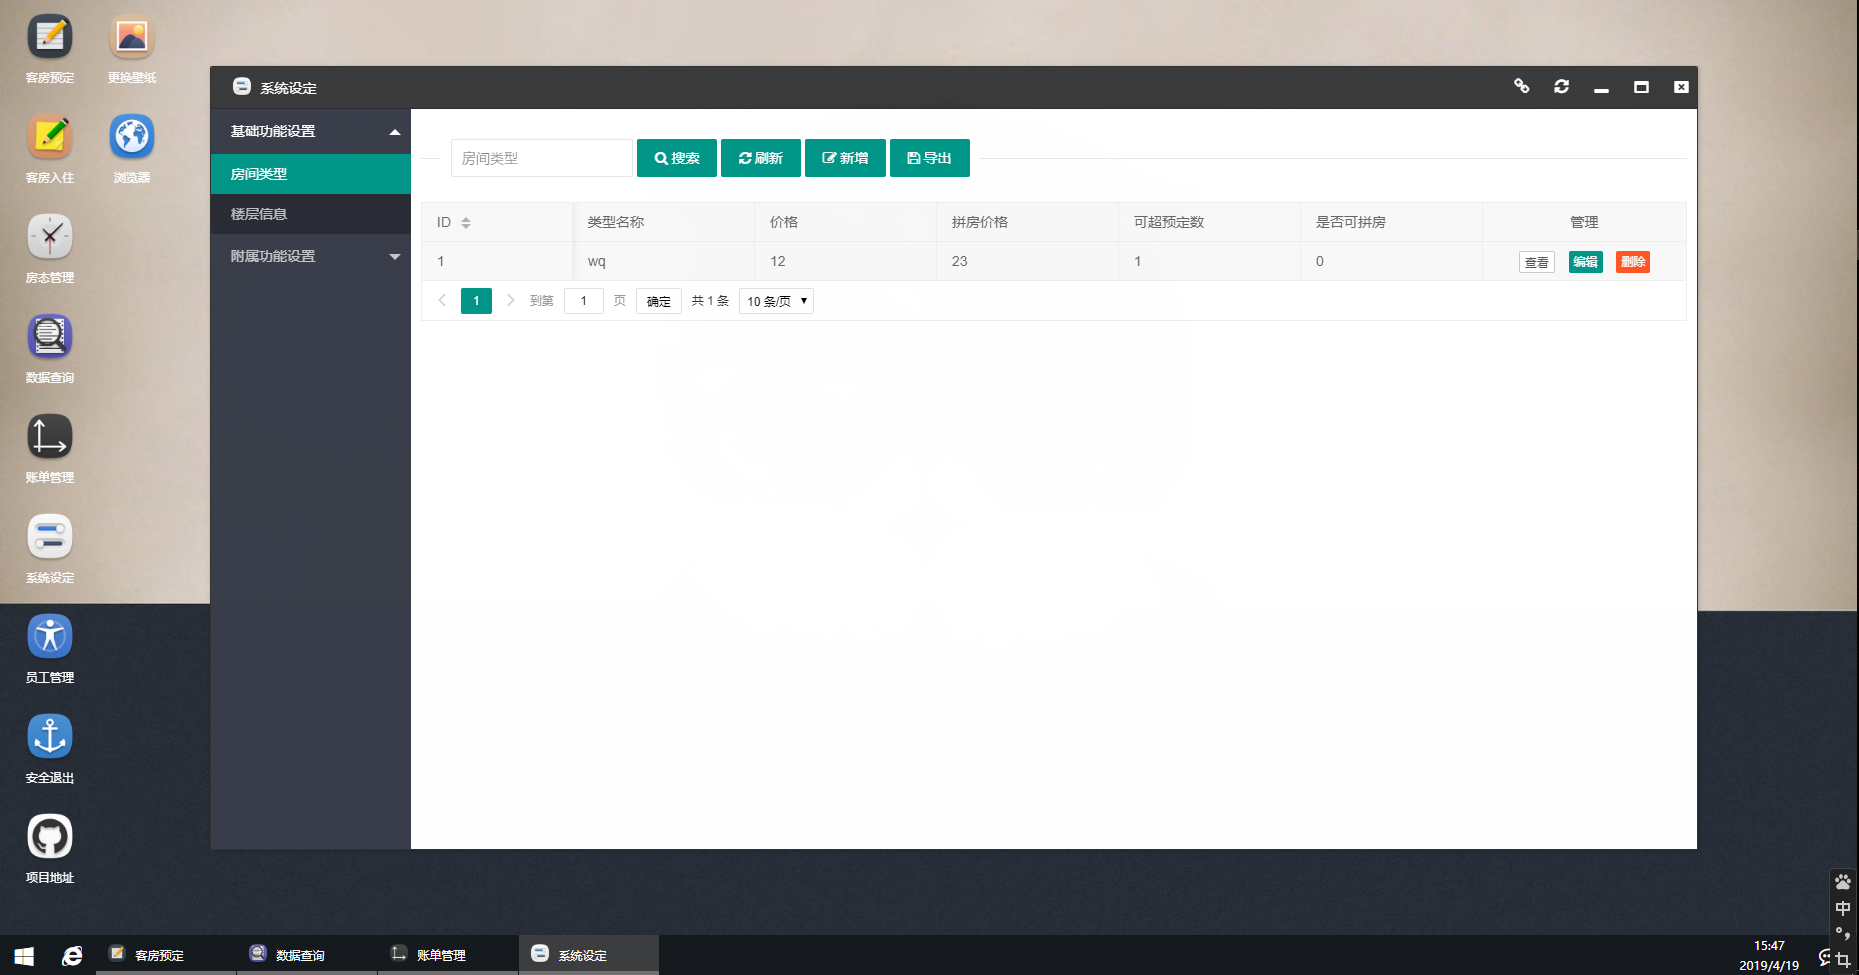 客房预定
更换壁纸
客房入住
浏览器
房态管理
数据查询
账单管理
系统设定
员工管理
安全退出
项目地址
系统设定
基础功能设置
房间类型
楼层信息
附属功能设置
房间类型 搜索 刷新 新增 导出
ID 类型名称 价格 拼房价格 可超预定数 是否可拼房 管理
1 wq 12 23 1 0 查看 编辑 删除
1 到第 1 页 确定 共 1 条 10 条/页
客房预定 数据查询 账单管理 系统设定
15:47
2019/4/19
中